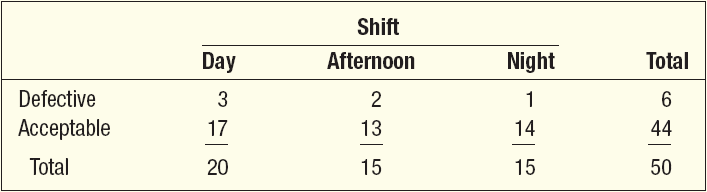 Shift
Day Afternoon Night Total
Defective 3 2 1 6
Acceptable 17 13 14 44
Total 20 15 15 50